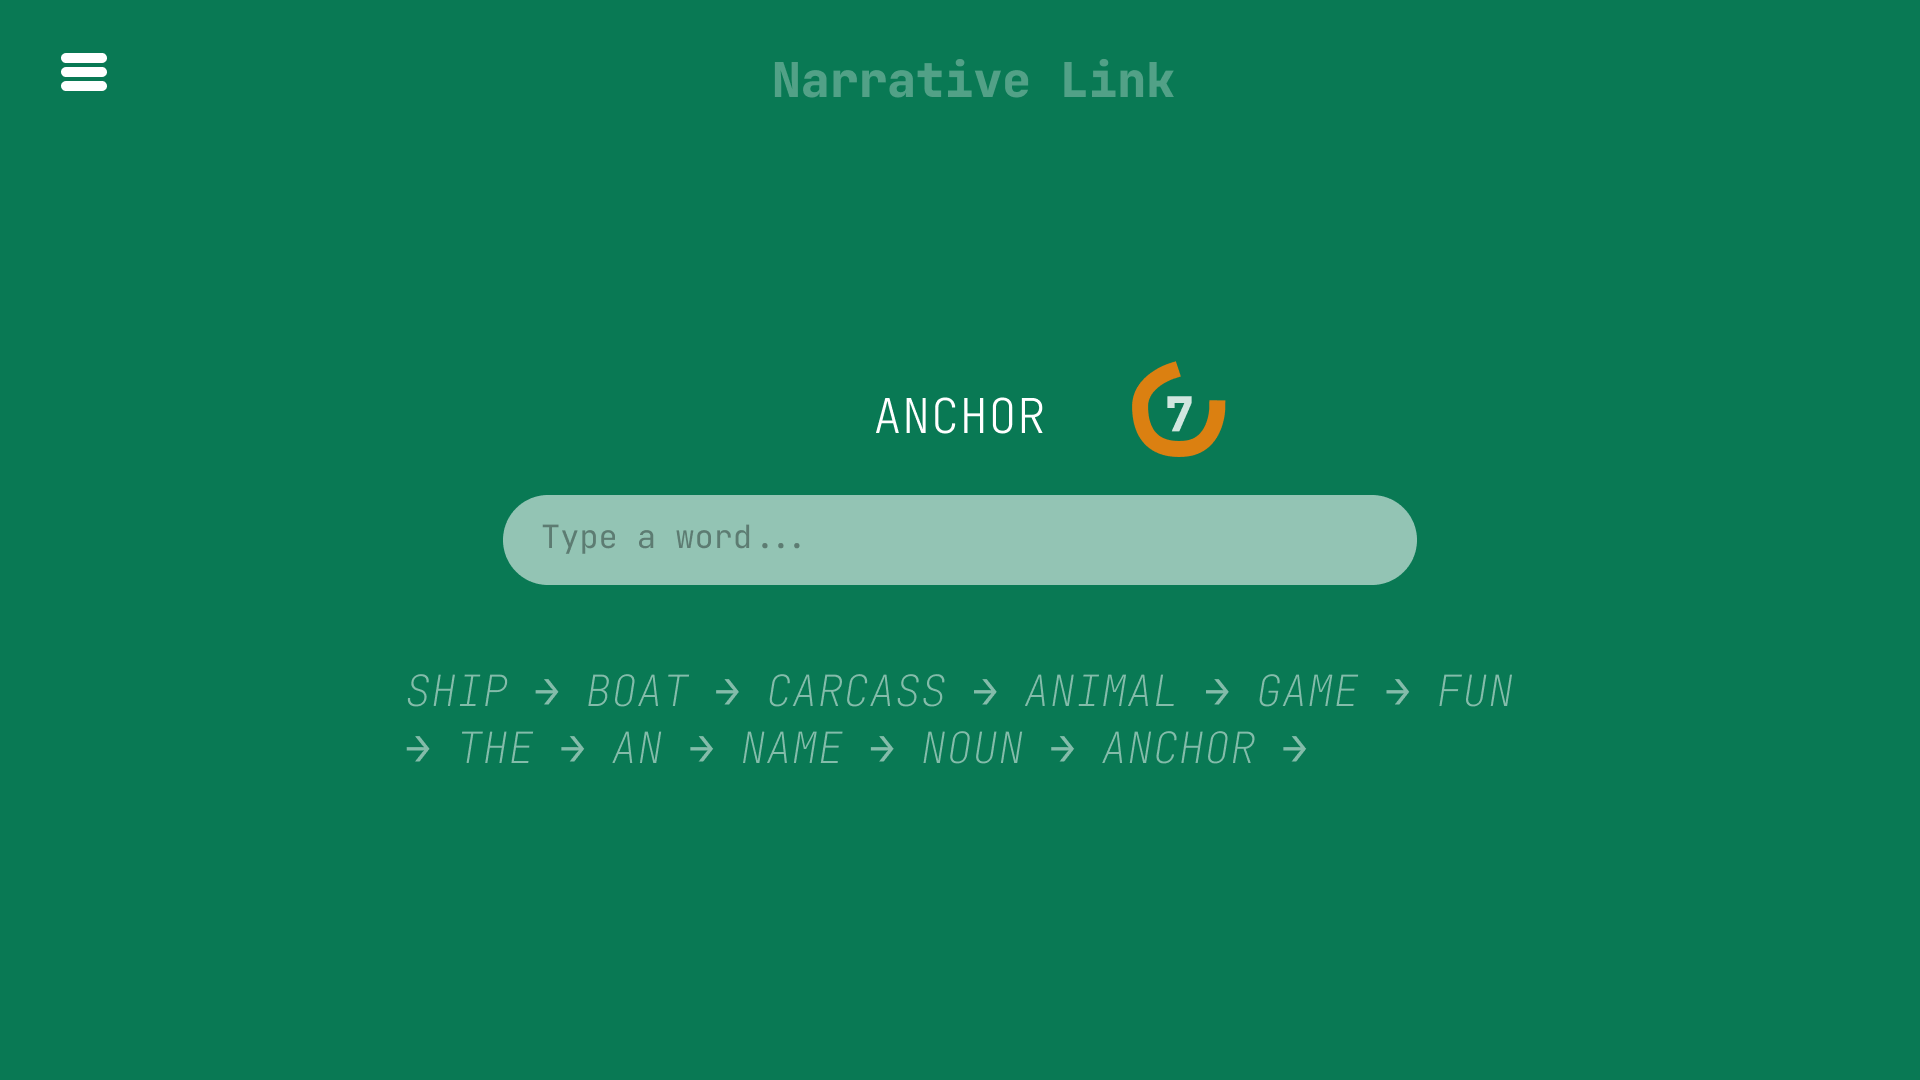 Narrative Link
ANCHOR
7
Type a word...
SHIP → BOAT → CARCASS → ANIMAL → GAME → FUN
→ THE → AN → NAME → NOUN → ANCHOR →